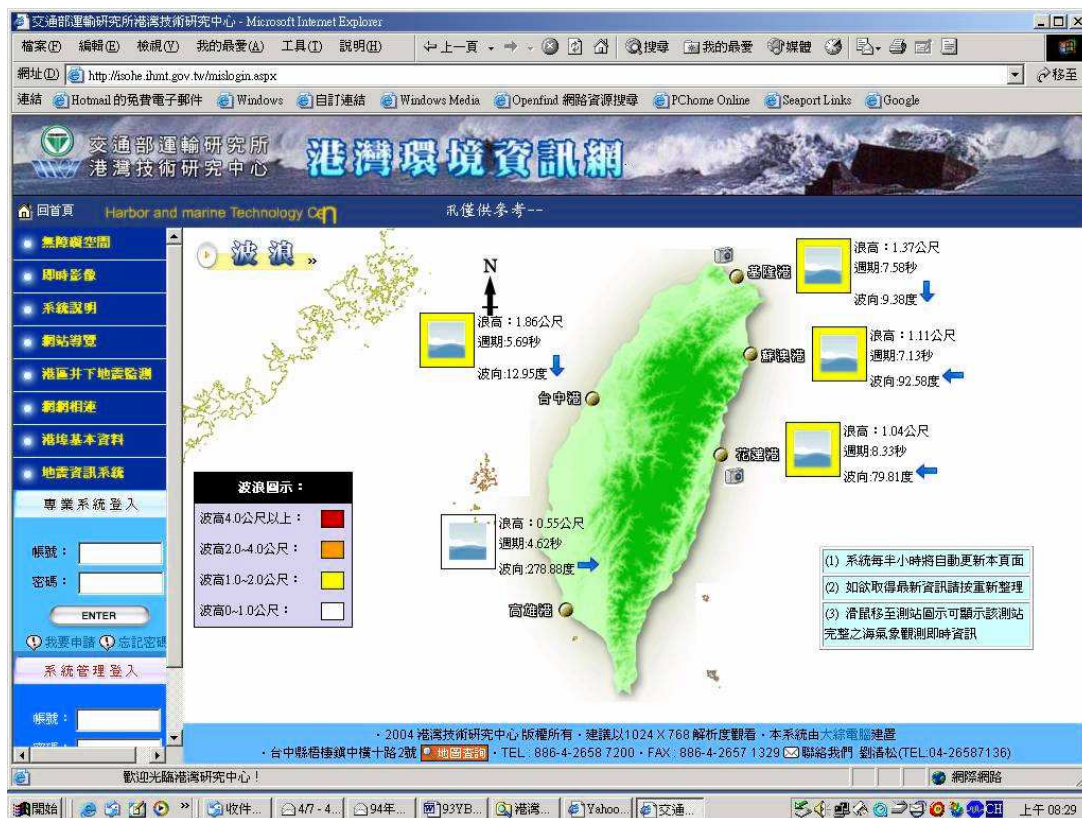 交通部運輸研究所港灣技術研究中心 - Microsoft Internet Explorer
檔案(F) 編輯(E) 檢視(V) 我的最愛(A) 工具(T) 說明(H) 上一頁 搜尋 我的最愛 媒體
網址(D) http://isohe.ihmt.gov.tw/mislogin.aspx 移至
連結 Hotmail 的免費電子郵件 Windows 自訂連結 Windows Media Openfind 網路資源搜尋 PChome Online Seaport Links Google
交通部運輸研究所
港灣技術研究中心
港灣環境資訊網
回首頁 Harbor and marine Technology Cen 汛僅供參考--
無障礙空間
即時影像
系統說明
網站導覽
港區井下地震監測
網網相連
港埠基本資料
地震資訊系統
專業系統登入
帳號：
密碼：
ENTER
我要申請 忘記密碼
系統管理登入
帳號：
波浪 »
N
基隆港
浪高：1.37公尺
週期:7.58秒
波向:9.38度
蘇澳港
浪高：1.11公尺
週期:7.13秒
波向:92.58度
浪高：1.86公尺
週期:5.69秒
波向:12.95度
台中港
花蓮港
浪高：1.04公尺
週期:8.33秒
波向:79.81度
浪高：0.55公尺
週期:4.62秒
波向:278.88度
高雄港
波浪圖示：
波高4.0公尺以上：
波高2.0~4.0公尺：
波高1.0~2.0公尺：
波高0~1.0公尺：
(1) 系統每半小時將自動更新本頁面
(2) 如欲取得最新資訊請按重新整理
(3) 滑鼠移至測站圖示可顯示該測站
完整之海氣象觀測即時資訊
‧2004 港灣技術研究中心 版權所有‧建議以1024 X 768 解析度觀看‧本系統由大綜電腦建置
‧台中縣梧棲鎮中橫十路2號 地圖查詢‧TEL：886-4-2658 7200‧FAX：886-4-2657 1329 聯絡我們 劉清松(TEL:04-26587136)
歡迎光臨港灣研究中心！ 網際網路
開始 » 收件... 4/7 - 4... 94年... 93YB... 港灣... Yahoo... 交通... CH 上午 08:29